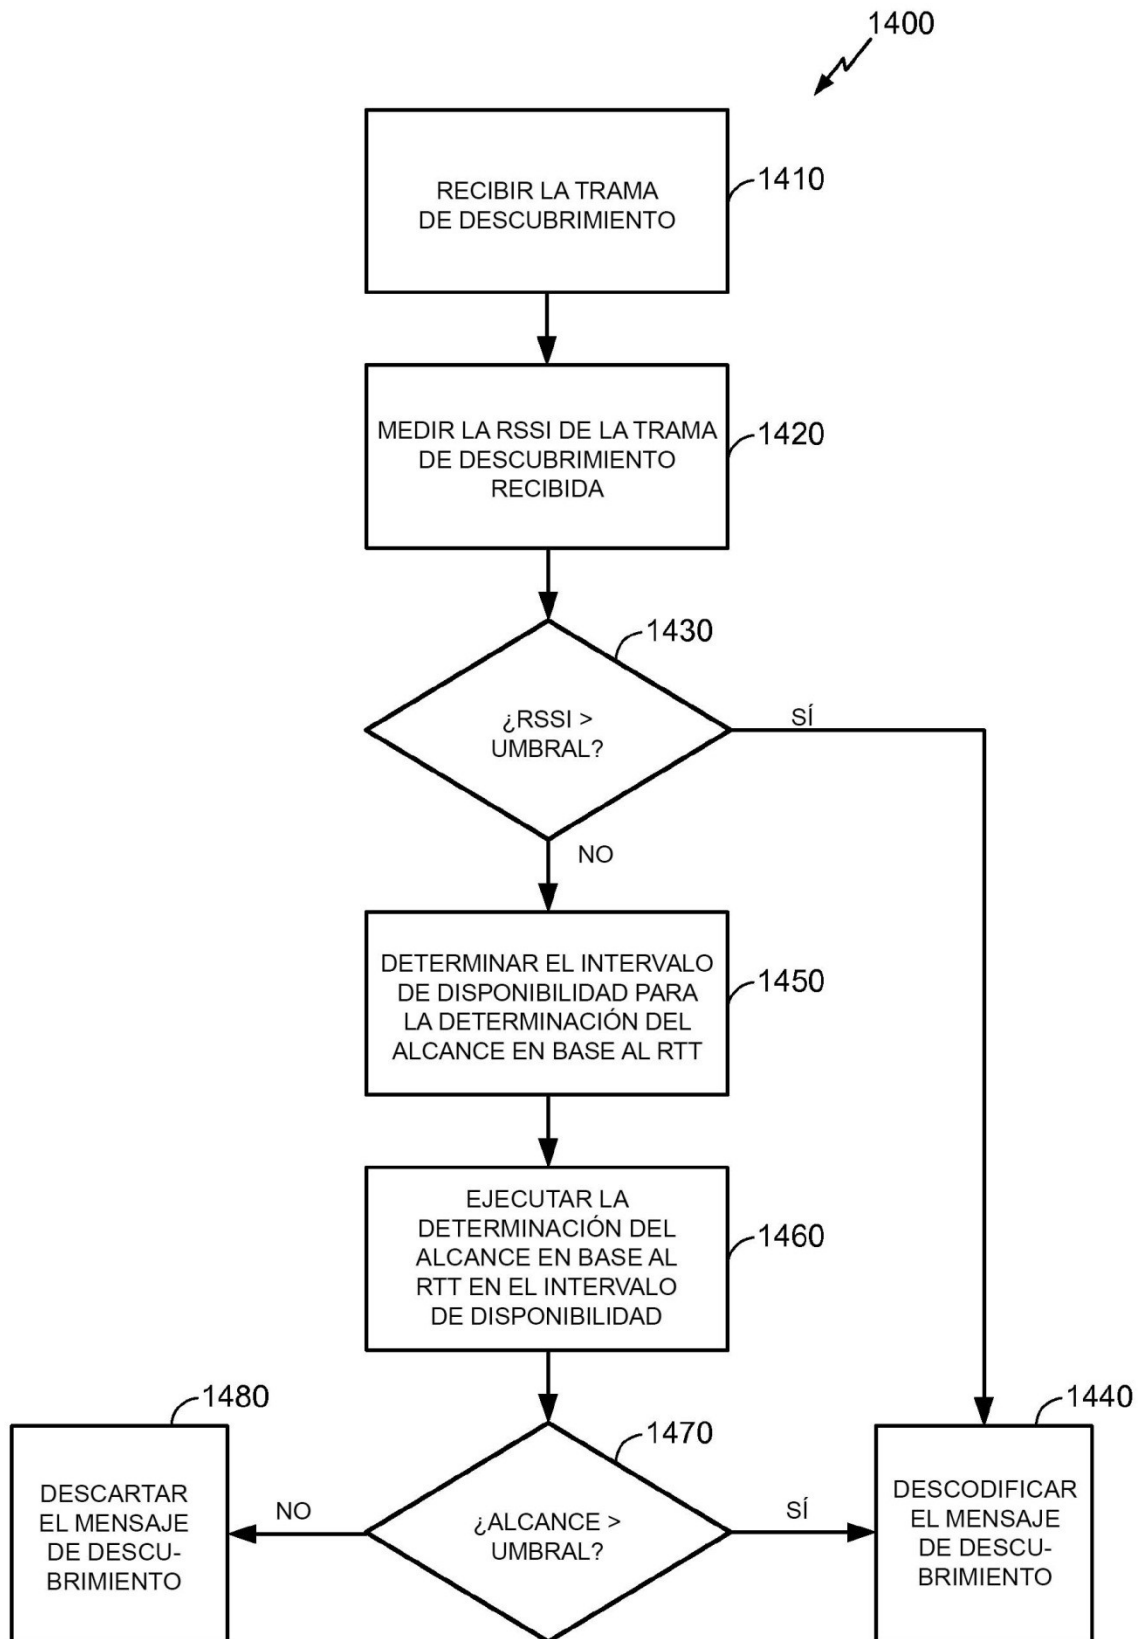 1400
RECIBIR LA TRAMA
DE DESCUBRIMIENTO
1410
MEDIR LA RSSI DE LA TRAMA
DE DESCUBRIMIENTO
RECIBIDA
1420
1430
¿RSSI >
UMBRAL?
SÍ
NO
DETERMINAR EL INTERVALO
DE DISPONIBILIDAD PARA
LA DETERMINACIÓN DEL
ALCANCE EN BASE AL RTT
1450
EJECUTAR LA
DETERMINACIÓN DEL
ALCANCE EN BASE AL
RTT EN EL INTERVALO
DE DISPONIBILIDAD
1460
1480
DESCARTAR
EL MENSAJE
DE DESCU-
BRIMIENTO
NO
1470
¿ALCANCE >
UMBRAL?
SÍ
1440
DESCODIFICAR
EL MENSAJE
DE DESCU-
BRIMIENTO